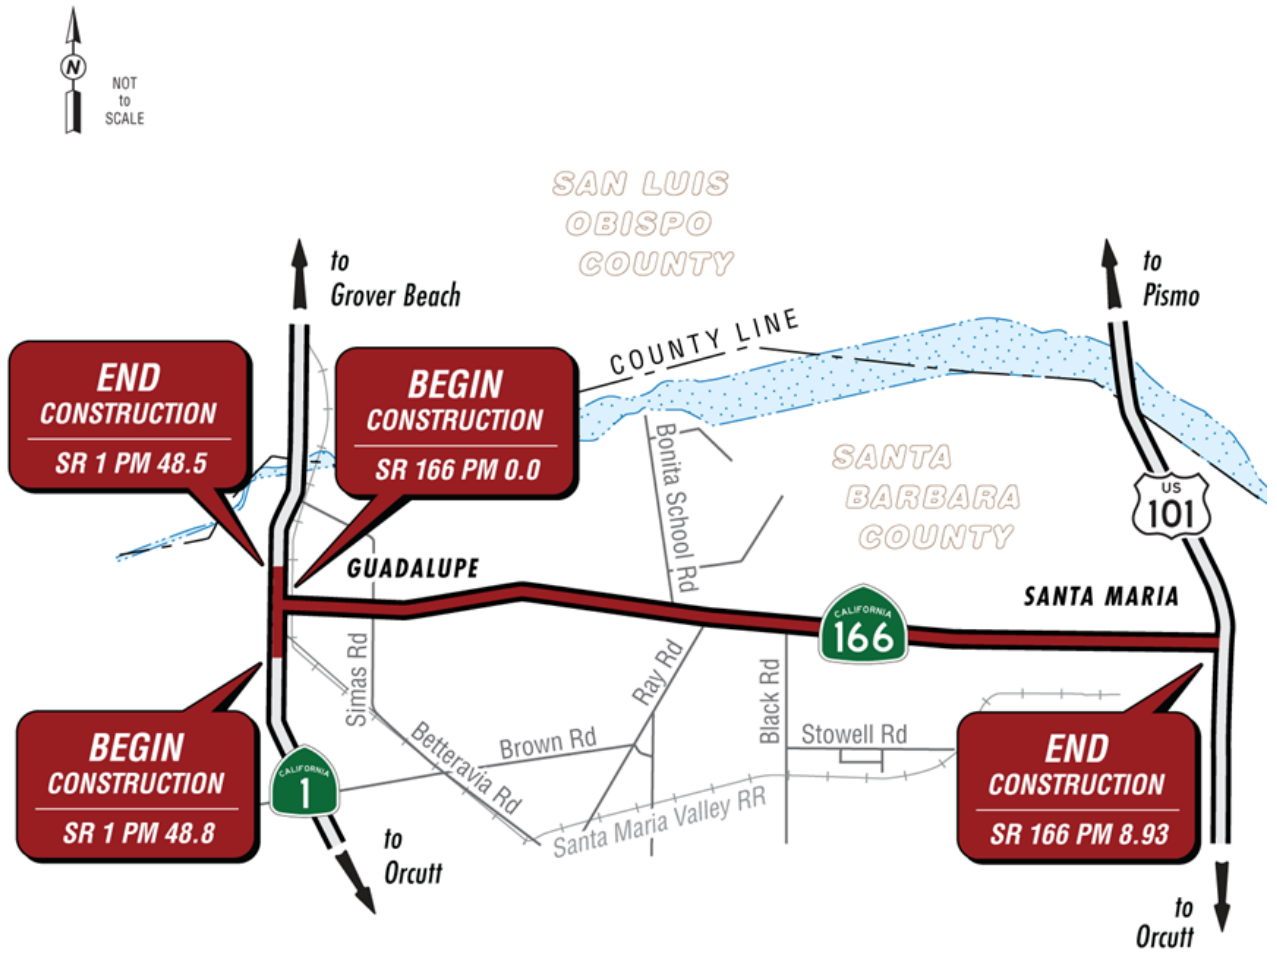 N
NOT
to
SCALE
SAN LUIS
OBISPO
COUNTY
to
Grover Beach
to
Pismo
COUNTY LINE
END
CONSTRUCTION
SR 1 PM 48.5
BEGIN
CONSTRUCTION
SR 166 PM 0.0
Bonita School Rd
SANTA
BARBARA
COUNTY
US
101
GUADALUPE
SANTA MARIA
CALIFORNIA
166
Simas Rd
Ray Rd
Black Rd
Stowell Rd
Brown Rd
Betteravia Rd
Santa Maria Valley RR
BEGIN
CONSTRUCTION
SR 1 PM 48.8
CALIFORNIA
1
END
CONSTRUCTION
SR 166 PM 8.93
to
Orcutt
to
Orcutt